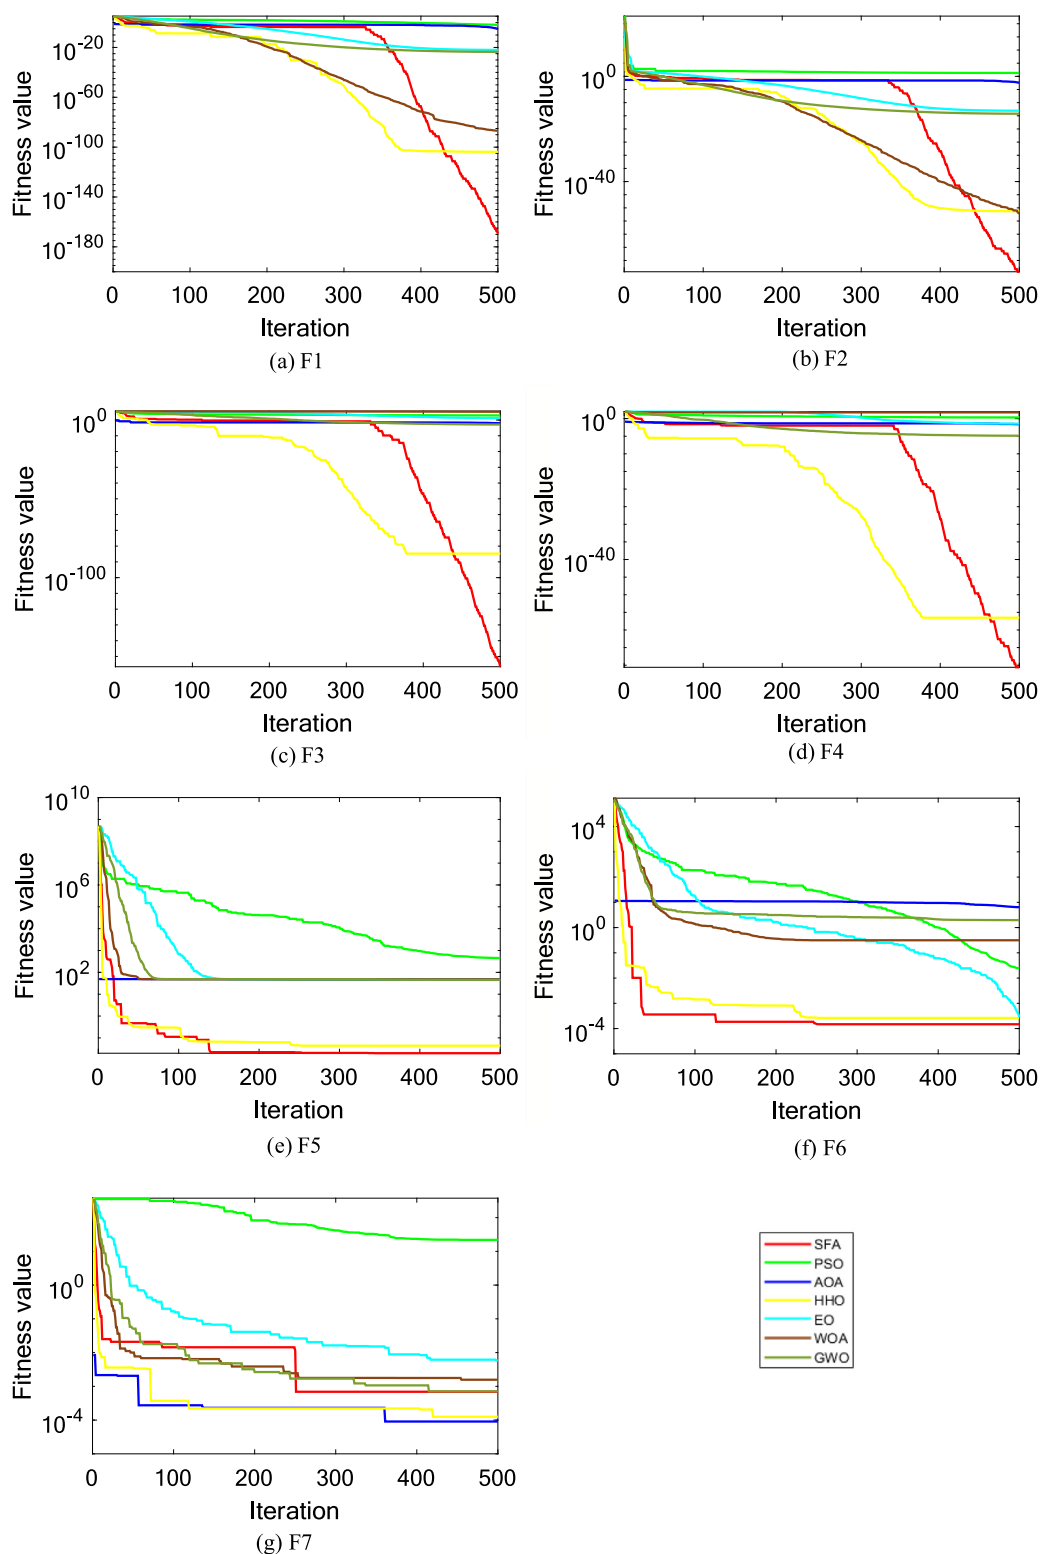 Fitness value
10^-20
10^-60
10^-100
10^-140
10^-180
0 100 200 300 400 500
Iteration
(a) F1
Fitness value
10^0
10^-40
0 100 200 300 400 500
Iteration
(b) F2
Fitness value
10^0
10^-100
0 100 200 300 400 500
Iteration
(c) F3
Fitness value
10^0
10^-40
0 100 200 300 400 500
Iteration
(d) F4
Fitness value
10^10
10^6
10^2
0 100 200 300 400 500
Iteration
(e) F5
Fitness value
10^4
10^0
10^-4
0 100 200 300 400 500
Iteration
(f) F6
Fitness value
10^0
10^-4
0 100 200 300 400 500
Iteration
(g) F7
SFA
PSO
AOA
HHO
EO
WOA
GWO